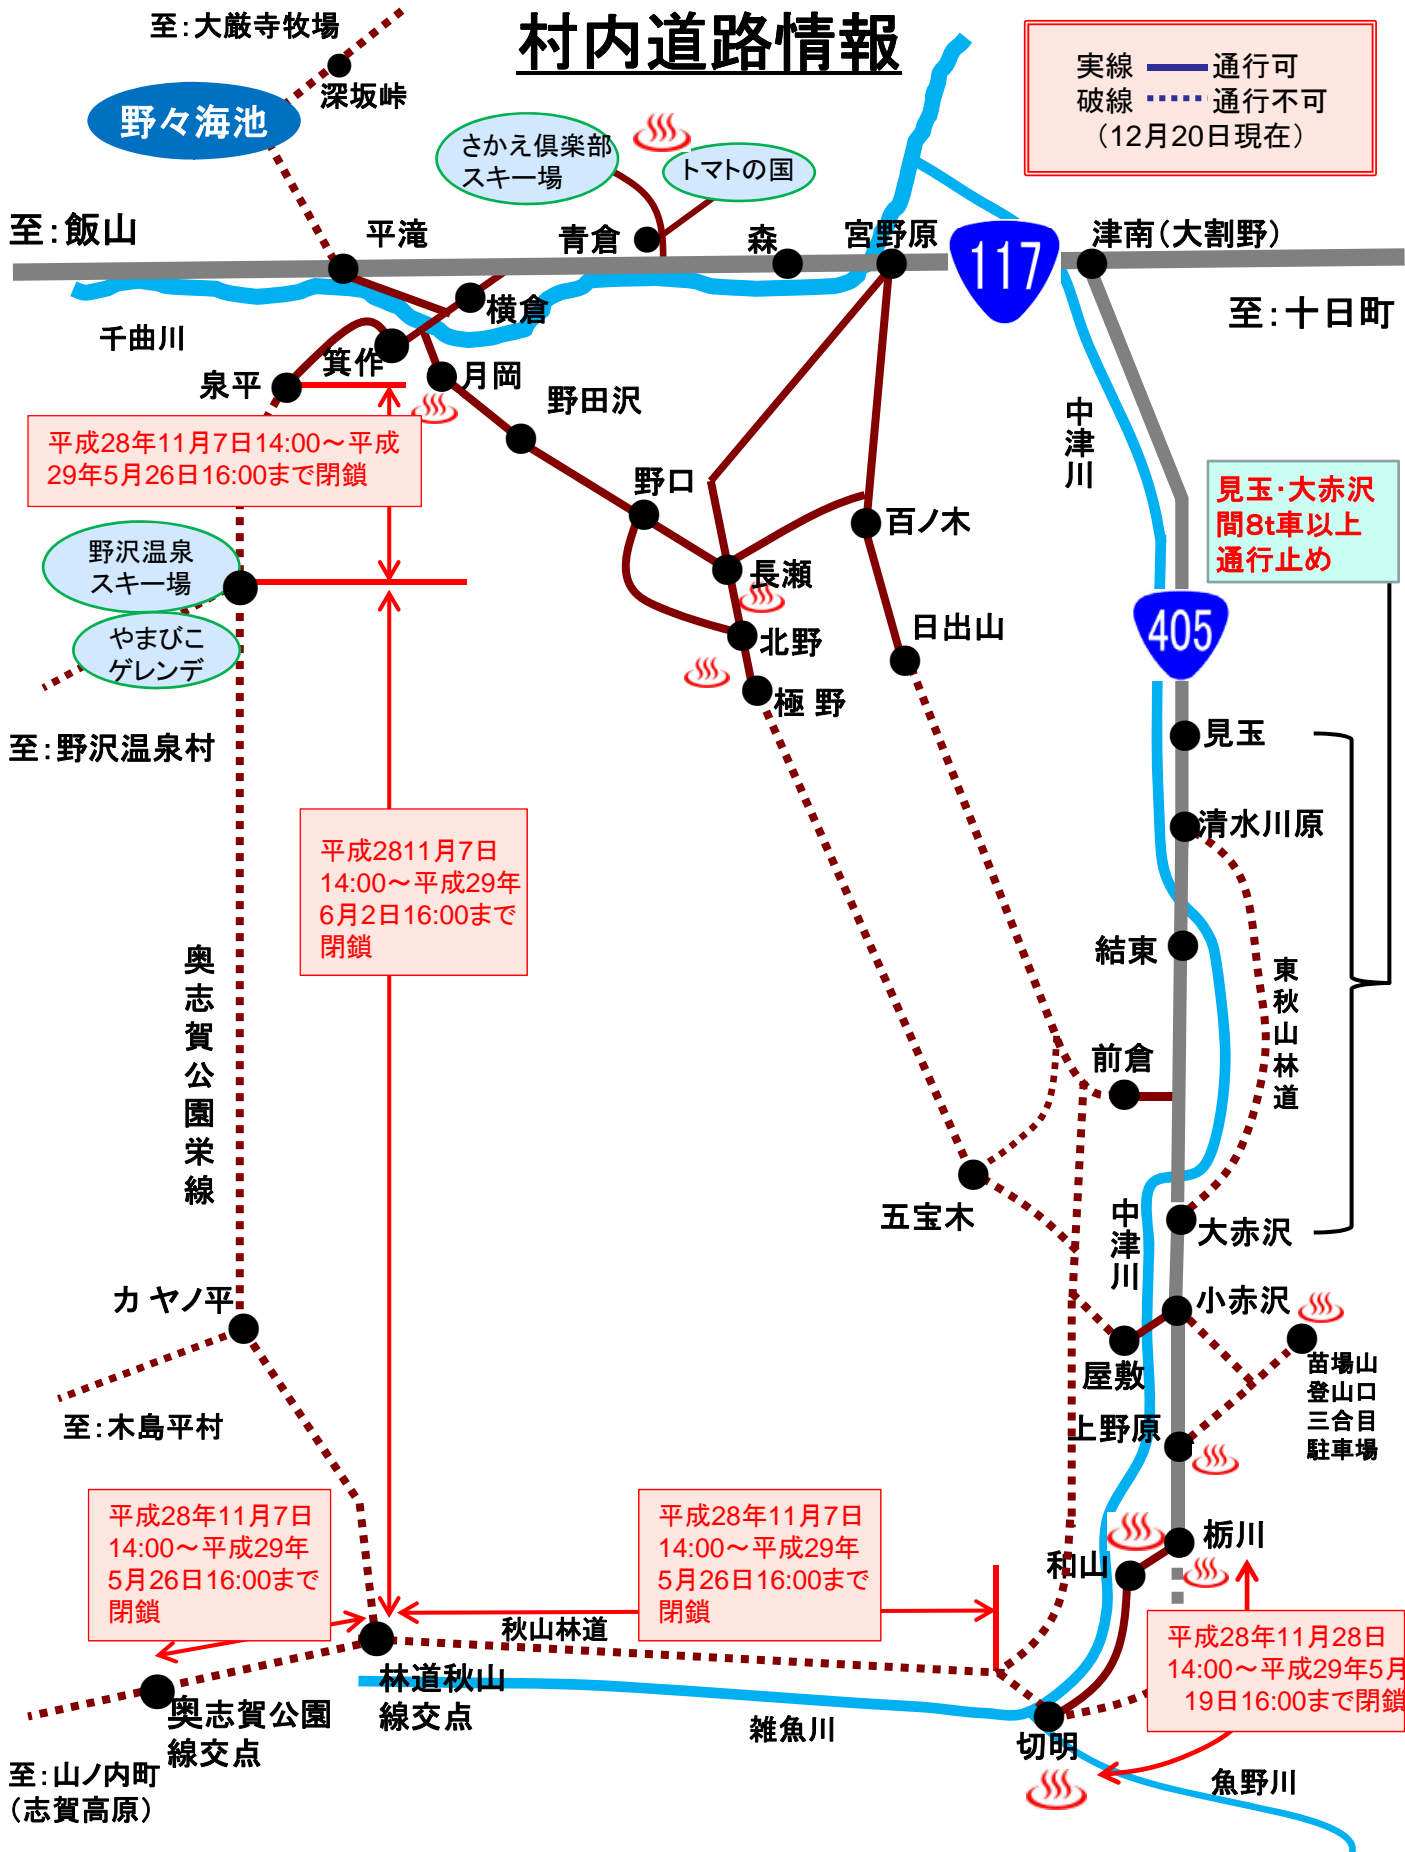 村内道路情報
至：大厳寺牧場
深坂峠
野々海池
実線 通行可
破線 通行不可
（12月20日現在）
さかえ倶楽部
スキー場
トマトの国
至：飯山
平滝
青倉
森
宮野原
117
津南（大割野）
至：十日町
千曲川
横倉
箕作
泉平
月岡
野田沢
中津川
平成28年11月7日14:00～平成
29年5月26日16:00まで閉鎖
野口
百ノ木
見玉・大赤沢
間8t車以上
通行止め
野沢温泉
スキー場
長瀬
やまびこ
ゲレンデ
北野
日出山
405
極野
見玉
至：野沢温泉村
清水川原
平成2811月7日
14:00～平成29年
6月2日16:00まで
閉鎖
奥志賀公園栄線
結東
東秋山林道
前倉
五宝木
中津川
大赤沢
カヤノ平
小赤沢
屋敷
苗場山
登山口
三合目
駐車場
至：木島平村
上野原
平成28年11月7日
14:00～平成29年
5月26日16:00まで
閉鎖
平成28年11月7日
14:00～平成29年
5月26日16:00まで
閉鎖
栃川
和山
秋山林道
平成28年11月28日
14:00～平成29年5月
19日16:00まで閉鎖
林道秋山
線交点
奥志賀公園
線交点
雑魚川
切明
魚野川
至：山ノ内町
（志賀高原）